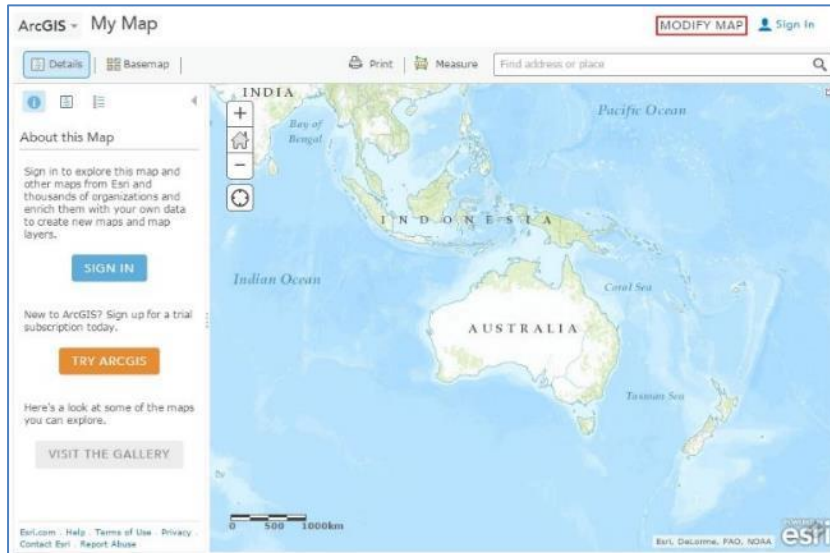 ArcGIS My Map
MODIFY MAP Sign In
Details Basemap Print Measure Find address or place
About this Map
Sign in to explore this map and
other maps from Esri and
thousands of organizations and
enrich them with your own data
to create new maps and map
layers.
SIGN IN
New to ArcGIS? Sign up for a trial
subscription today.
TRY ARCGIS
Here's a look at some of the maps
you can explore.
VISIT THE GALLERY
Esri.com . Help . Terms of Use . Privacy .
Contact Esri . Report Abuse
INDIA
Bay of
Bengal
Pacific Ocean
INDONESIA
Indian Ocean
Coral Sea
AUSTRALIA
Tasman Sea
0 500 1000km
Esri, DeLorme, FAO, NOAA
POWERED BY
esri